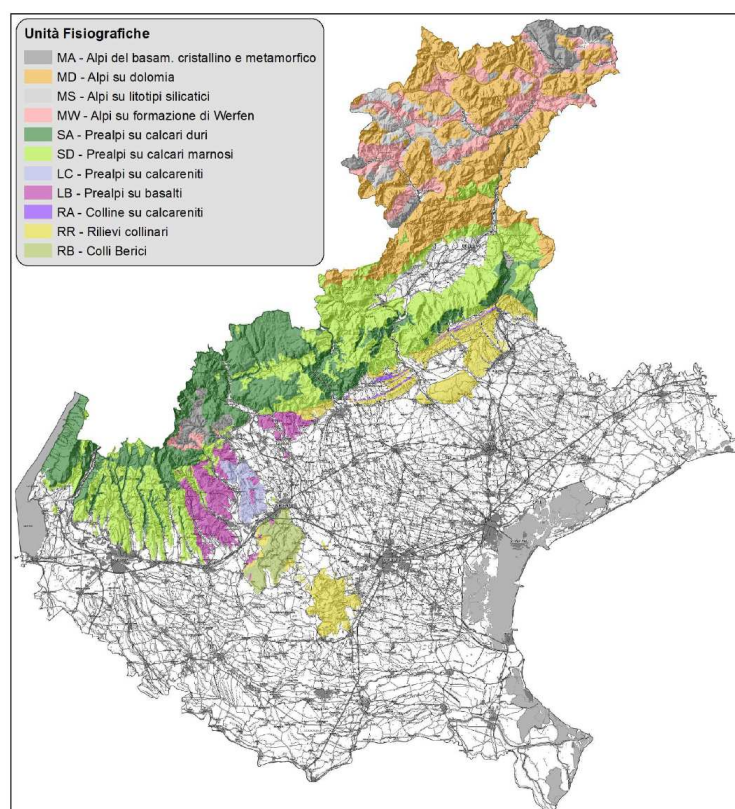 Unità Fisiografiche
MA - Alpi del basam. cristallino e metamorfico
MD - Alpi su dolomia
MS - Alpi su litotipi silicatici
MW - Alpi su formazione di Werfen
SA - Prealpi su calcari duri
SD - Prealpi su calcari marnosi
LC - Prealpi su calcareniti
LB - Prealpi su basalti
RA - Colline su calcareniti
RR - Rilievi collinari
RB - Colli Berici